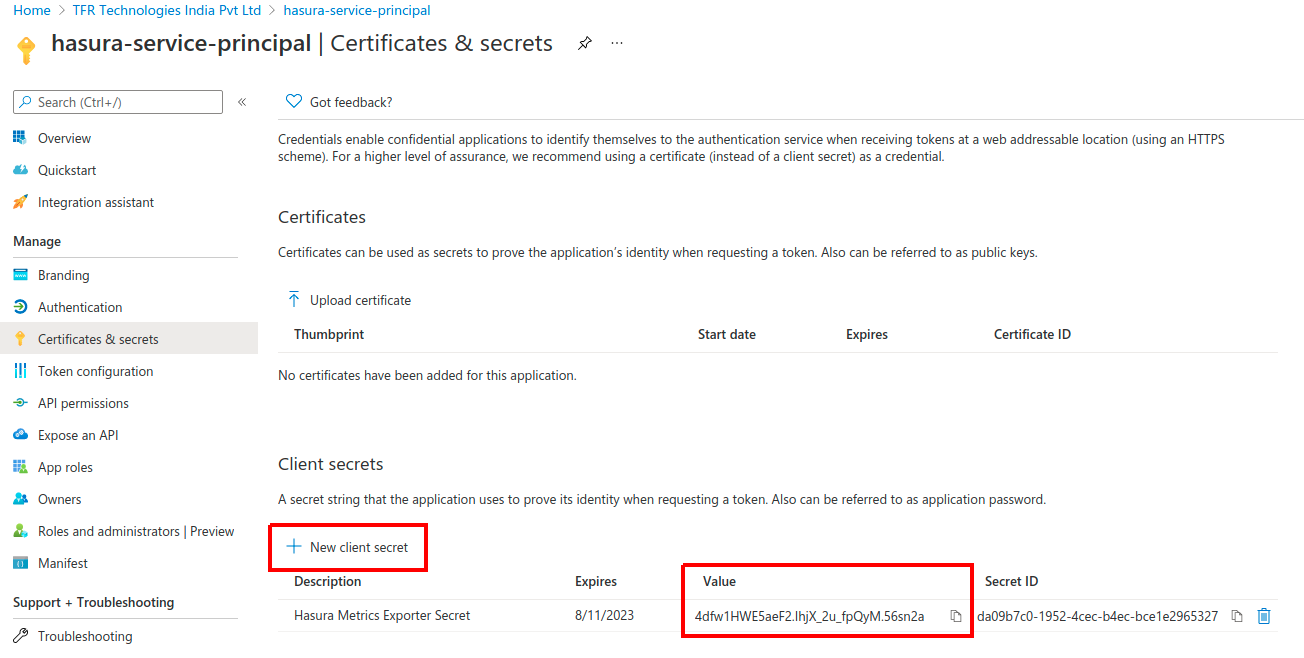 Home > TFR Technologies India Pvt Ltd > hasura-service-principal
hasura-service-principal | Certificates & secrets ...
Search (Ctrl+/) «
Got feedback?
Overview
Quickstart
Integration assistant
Manage
Branding
Authentication
Certificates & secrets
Token configuration
API permissions
Expose an API
App roles
Owners
Roles and administrators | Preview
Manifest
Support + Troubleshooting
Troubleshooting
Credentials enable confidential applications to identify themselves to the authentication service when receiving tokens at a web addressable location (using an HTTPS
scheme). For a higher level of assurance, we recommend using a certificate (instead of a client secret) as a credential.
Certificates
Certificates can be used as secrets to prove the application's identity when requesting a token. Also can be referred to as public keys.
Upload certificate
Thumbprint Start date Expires Certificate ID
No certificates have been added for this application.
Client secrets
A secret string that the application uses to prove its identity when requesting a token. Also can be referred to as application password.
New client secret
Description Expires Value Secret ID
Hasura Metrics Exporter Secret 8/11/2023 4dfw1HWE5aeF2.IhjX_2u_fpQyM.56sn2a da09b7c0-1952-4cec-b4ec-bce1e2965327